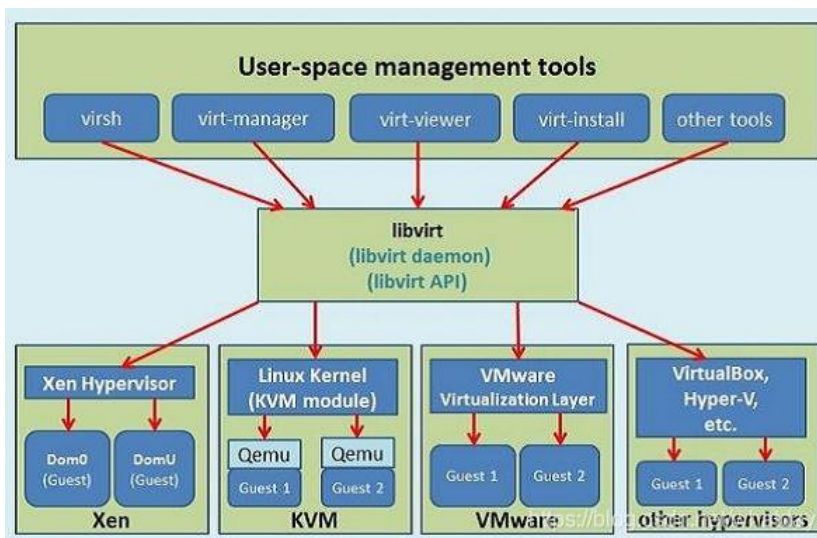 User-space management tools
virsh
virt-manager
virt-viewer
virt-install
other tools
libvirt
(libvirt daemon)
(libvirt API)
Xen Hypervisor
Dom0
(Guest)
DomU
(Guest)
Xen
Linux Kernel
(KVM module)
Qemu
Qemu
Guest 1
Guest 2
KVM
VMware
Virtualization Layer
Guest 1
Guest 2
VMware
VirtualBox,
Hyper-V,
etc.
Guest 1
Guest 2
other hypervisors